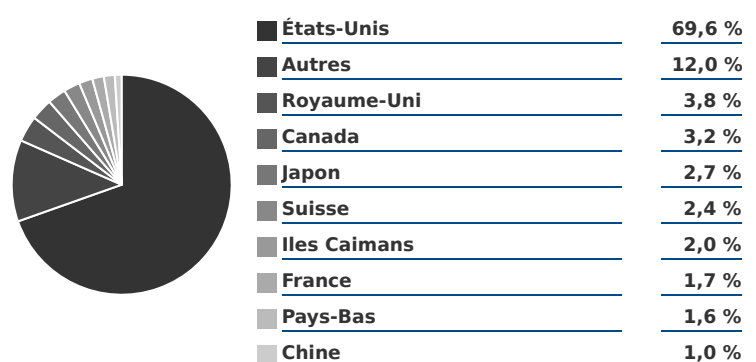 États-Unis 69,6 %
Autres 12,0 %
Royaume-Uni 3,8 %
Canada 3,2 %
Japon 2,7 %
Suisse 2,4 %
Iles Caimans 2,0 %
France 1,7 %
Pays-Bas 1,6 %
Chine 1,0 %